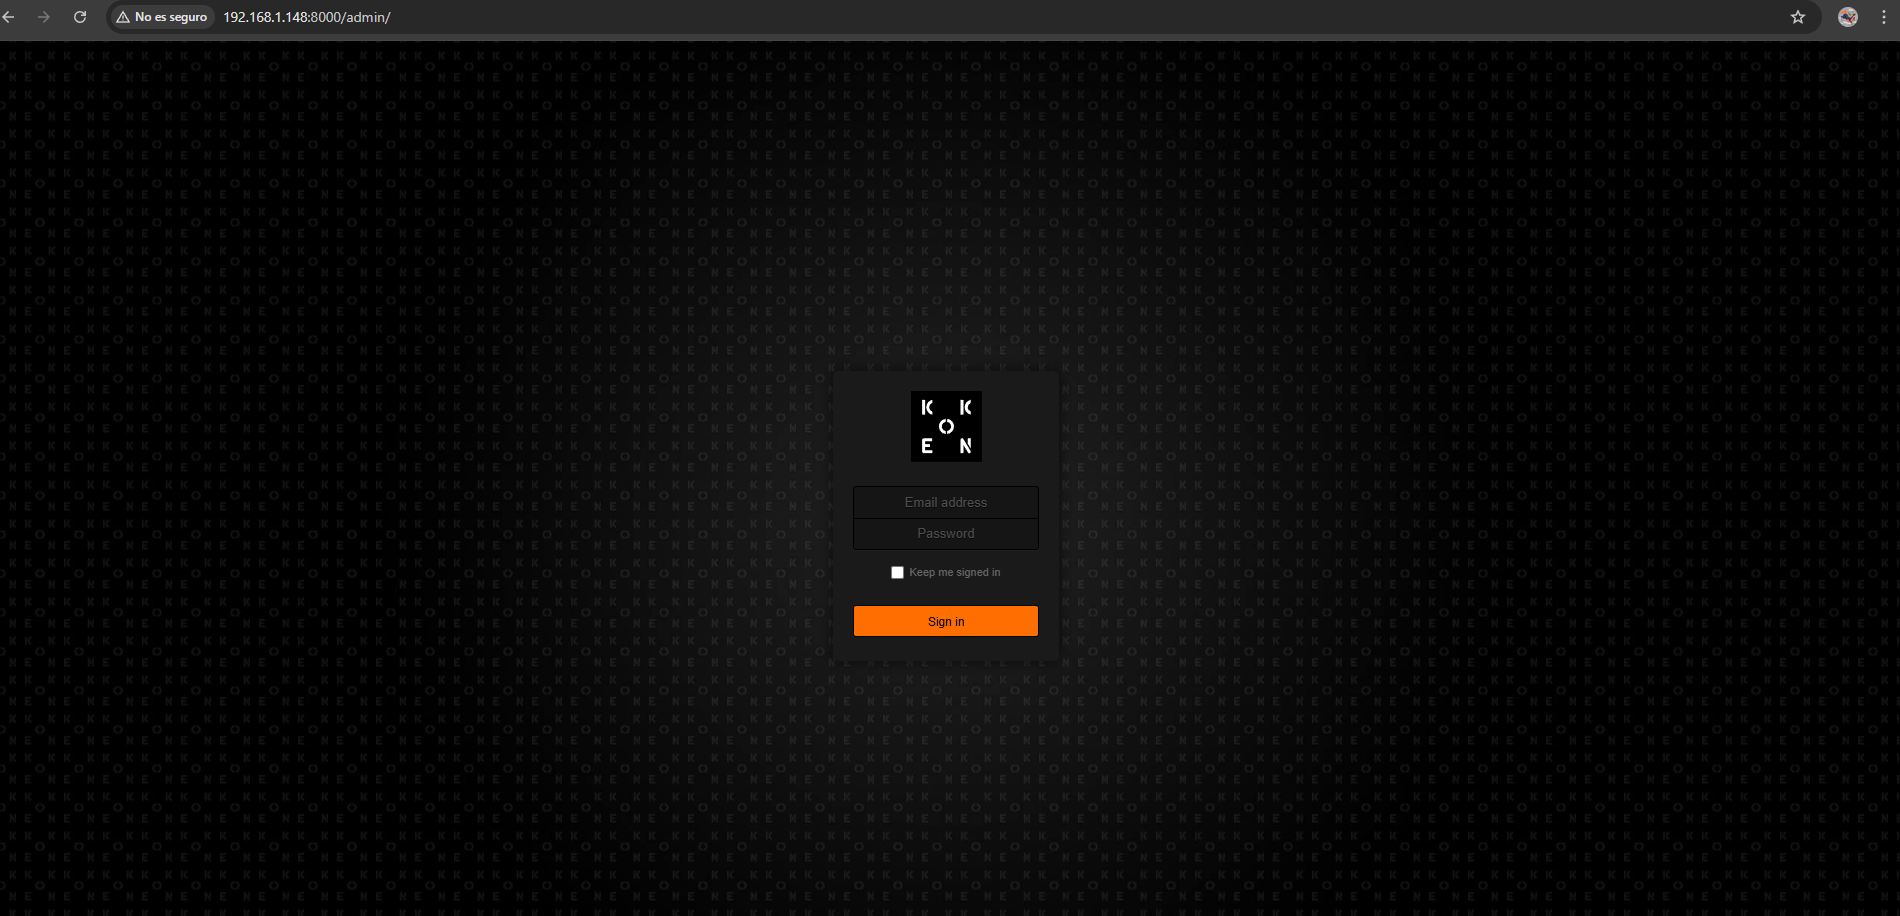 No es seguro
192.168.1.148:8000/admin/
K K
O
E N
Email address
Password
Keep me signed in
Sign in